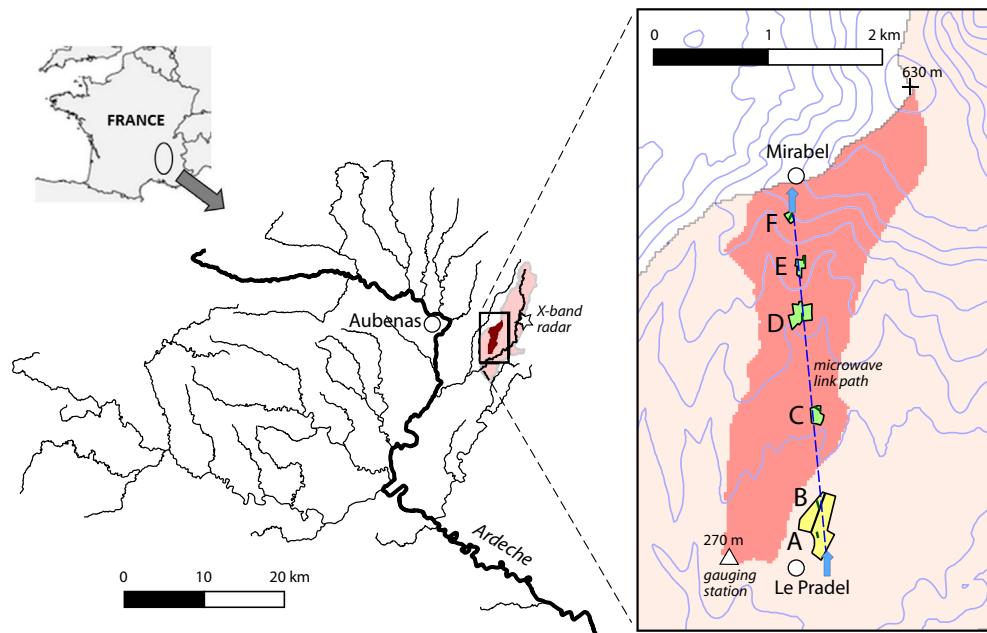 FRANCE
Aubenas
X-band
radar
Ardeche
0 10 20 km
0 1 2 km
630 m
Mirabel
F
E
D
microwave
link path
C
B
A
270 m
gauging
station
Le Pradel